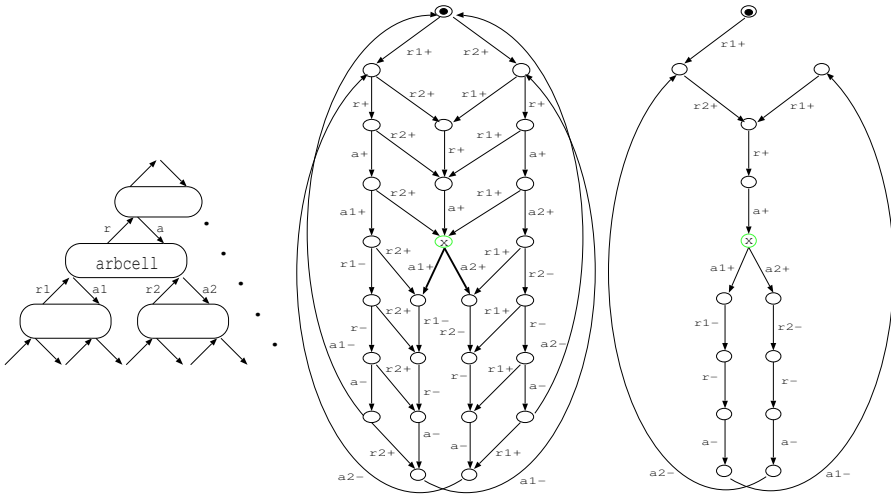 r1+ r2+ r1+
r+ r2+ r1+ r+ r2+ r1+
a+ r2+ r+ r1+ a+ r+
r a a1+ r2+ a+ r1+ a2+ a+
arbcell x x
r1 a1 r2 a2 r1- r2+ a1+ a2+ r1+ r2- a1+ a2+
r- r2+ r1- r2- r1+ r- r1- r2-
a1- a2-
a- r2+ r- r- r1+ a- r- r-
r2+ a- a- r1+ a- a-
a2- a1- a2- a1-